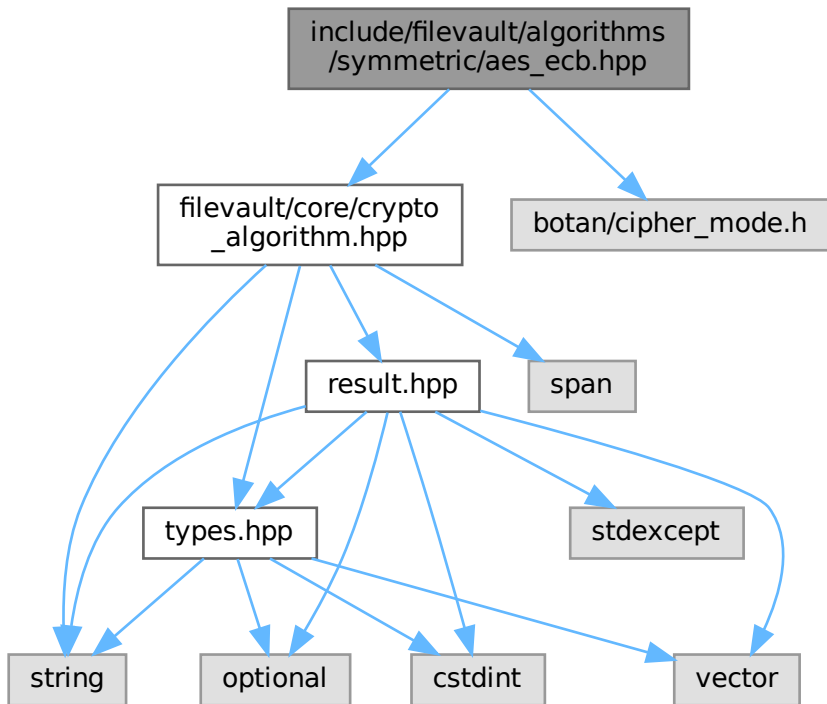 include/filevault/algorithms
/symmetric/aes_ecb.hpp
filevault/core/crypto
_algorithm.hpp
botan/cipher_mode.h
result.hpp
span
types.hpp
stdexcept
string
optional
cstdint
vector